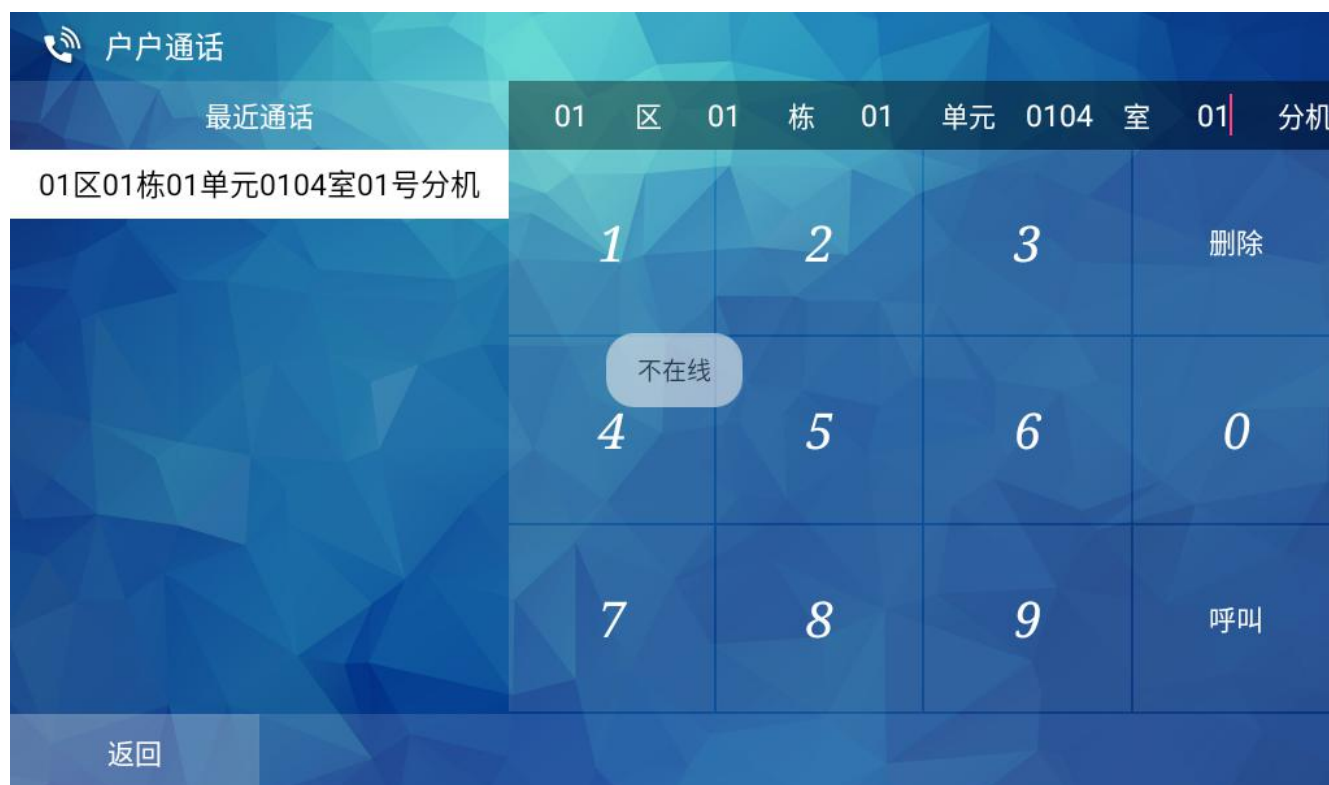 户户通话
最近通话
01 区 01 栋 01 单元 0104 室 01 分机
01区01栋01单元0104室01号分机
1 2 3 删除
不在线
4 5 6 0
7 8 9 呼叫
返回